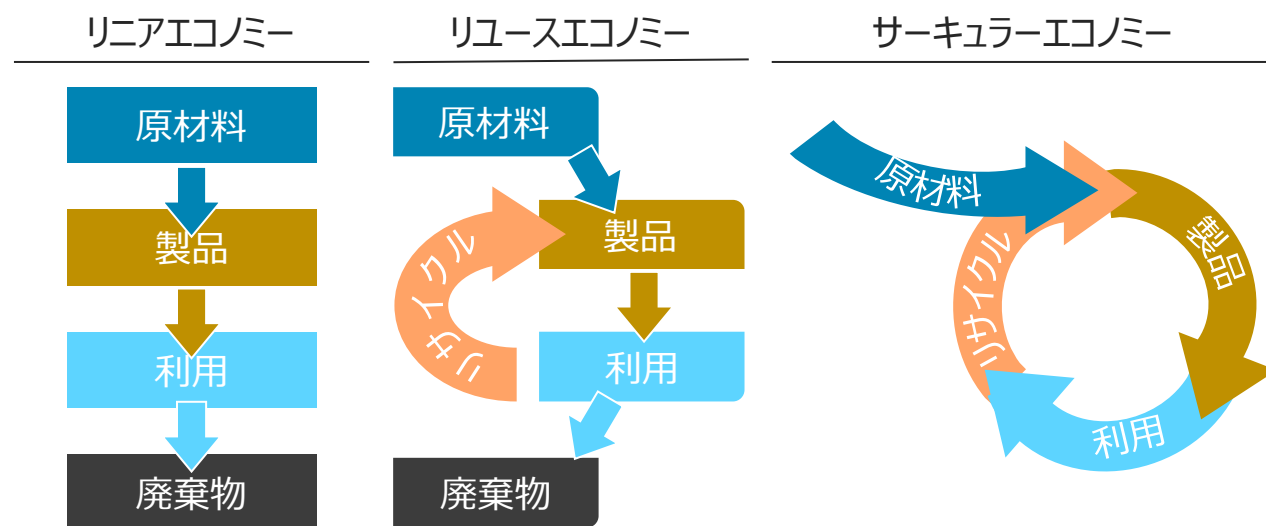 リニアエコノミー
原材料
製品
利用
廃棄物
リユースエコノミー
原材料
製品
リサイクル
利用
廃棄物
サーキュラーエコノミー
原材料
製品
リサイクル
利用